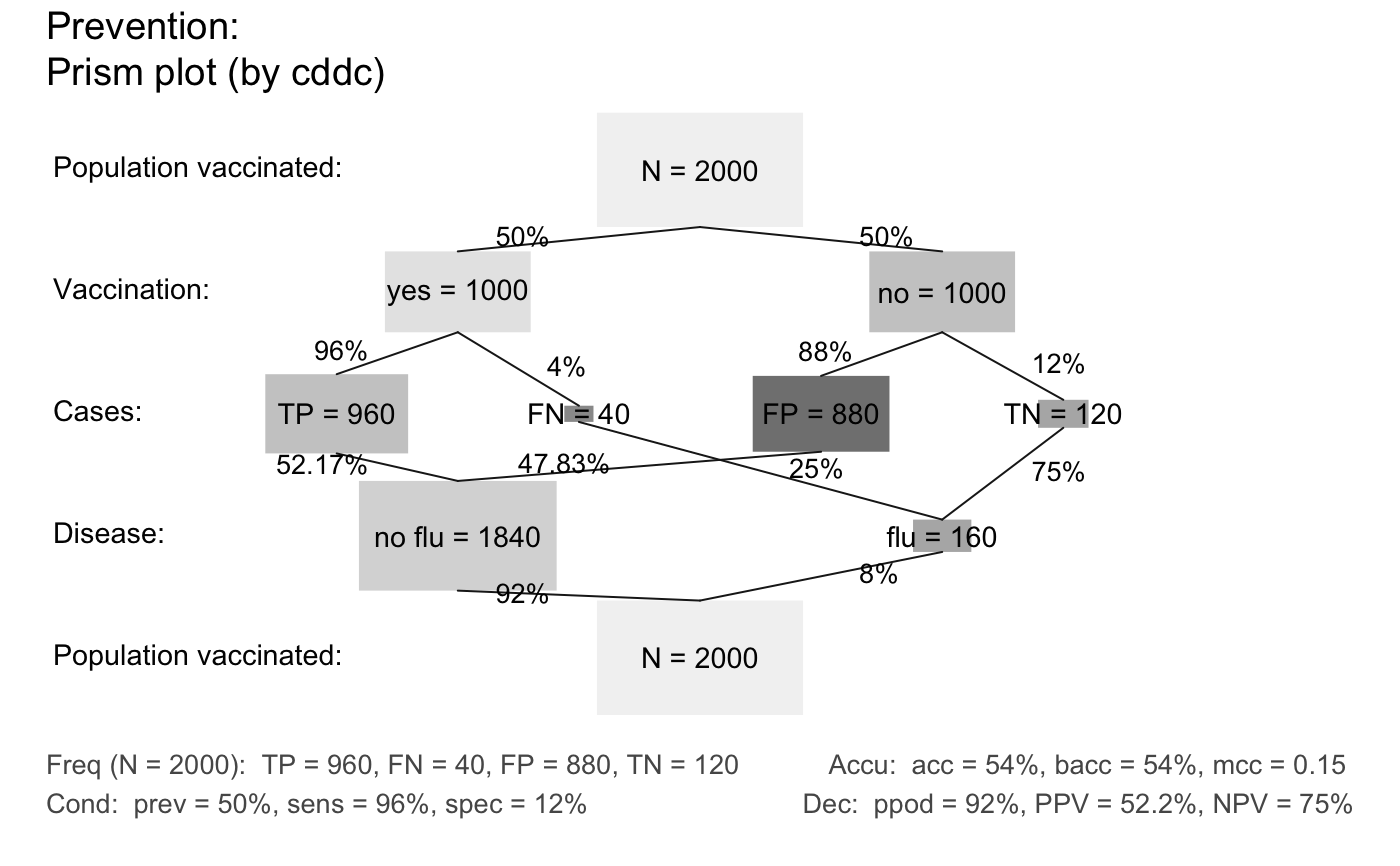 Prevention:
Prism plot (by cddc)
Population vaccinated:
N = 2000
50%
50%
Vaccination:
yes = 1000
no = 1000
96%
4%
88%
12%
Cases:
TP = 960
FN = 40
FP = 880
TN = 120
52.17%
47.83%
25%
75%
Disease:
no flu = 1840
flu = 160
92%
8%
Population vaccinated:
N = 2000
Freq (N = 2000):  TP = 960, FN = 40, FP = 880, TN = 120
Accu:  acc = 54%, bacc = 54%, mcc = 0.15
Cond:  prev = 50%, sens = 96%, spec = 12%
Dec:  ppod = 92%, PPV = 52.2%, NPV = 75%